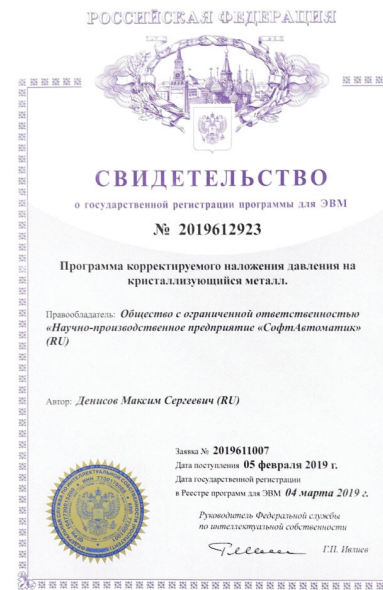 РОССИЙСКАЯ ФЕДЕРАЦИЯ
СВИДЕТЕЛЬСТВО
о государственной регистрации программы для ЭВМ
№ 2019612923
Программа корректируемого наложения давления на
кристаллизующийся металл.
Правообладатель: Общество с ограниченной ответственностью
«Научно-производственное предприятие «СофтАвтоматик»
(RU)
Автор: Денисов Максим Сергеевич (RU)
Заявка № 2019611007
Дата поступления 05 февраля 2019 г.
Дата государственной регистрации
в Реестре программ для ЭВМ 04 марта 2019 г.
Руководитель Федеральной службы
по интеллектуальной собственности
Г.П. Ивлиев